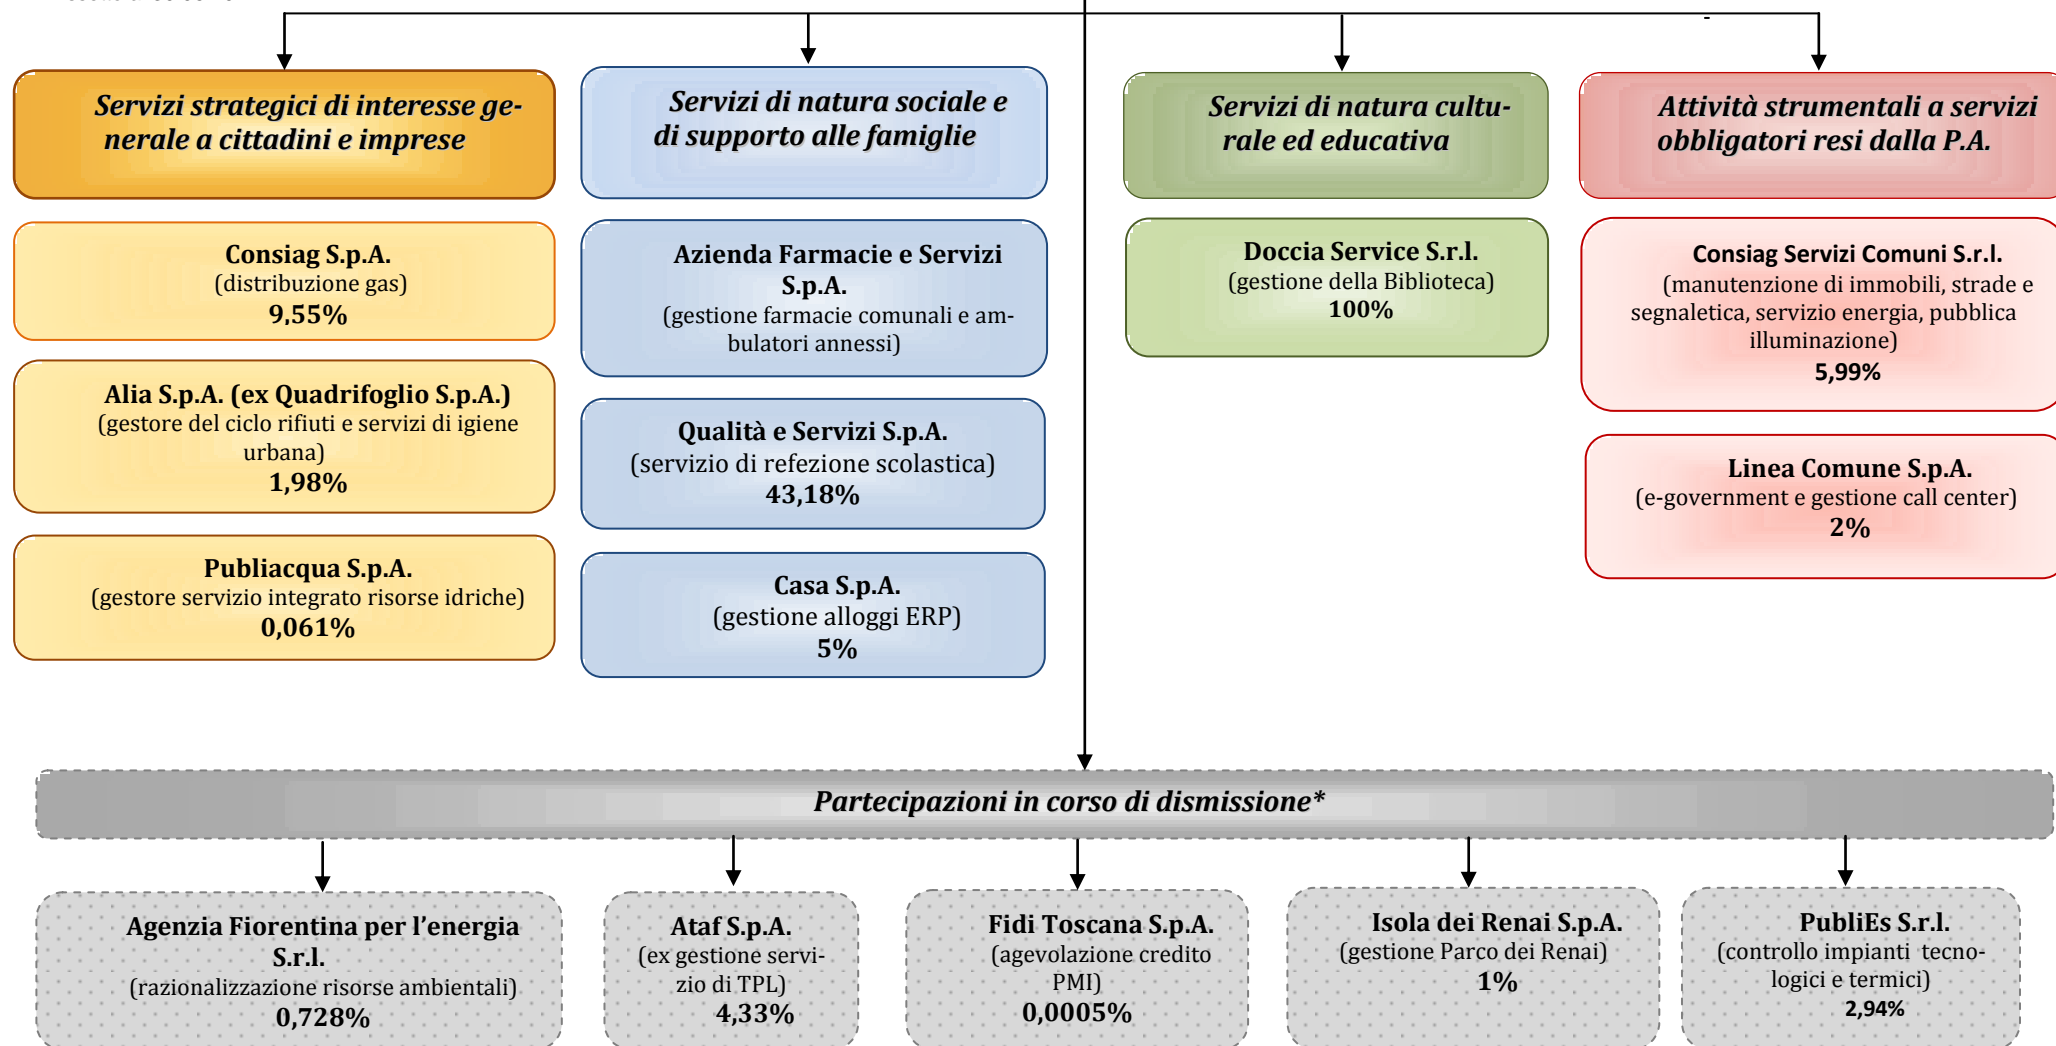 Servizi strategici di interesse ge-
nerale a cittadini e imprese
Consiag S.p.A.
(distribuzione gas)
9,55%
Alia S.p.A. (ex Quadrifoglio S.p.A.)
(gestore del ciclo rifiuti e servizi di igiene
urbana)
1,98%
Publiacqua S.p.A.
(gestore servizio integrato risorse idriche)
0,061%
Servizi di natura sociale e
di supporto alle famiglie
Azienda Farmacie e Servizi
S.p.A.
(gestione farmacie comunali e am-
bulatori annessi)
Qualità e Servizi S.p.A.
(servizio di refezione scolastica)
43,18%
Casa S.p.A.
(gestione alloggi ERP)
5%
Servizi di natura cultu-
rale ed educativa
Doccia Service S.r.l.
(gestione della Biblioteca)
100%
Attività strumentali a servizi
obbligatori resi dalla P.A.
Consiag Servizi Comuni S.r.l.
(manutenzione di immobili, strade e
segnaletica, servizio energia, pubblica
illuminazione)
5,99%
Linea Comune S.p.A.
(e-government e gestione call center)
2%
Partecipazioni in corso di dismissione*
Agenzia Fiorentina per l'energia
S.r.l.
(razionalizzazione risorse ambientali)
0,728%
Ataf S.p.A.
(ex gestione servi-
zio di TPL)
4,33%
Fidi Toscana S.p.A.
(agevolazione credito
PMI)
0,0005%
Isola dei Renai S.p.A.
(gestione Parco dei Renai)
1%
PubliEs S.r.l.
(controllo impianti tecno-
logici e termici)
2,94%